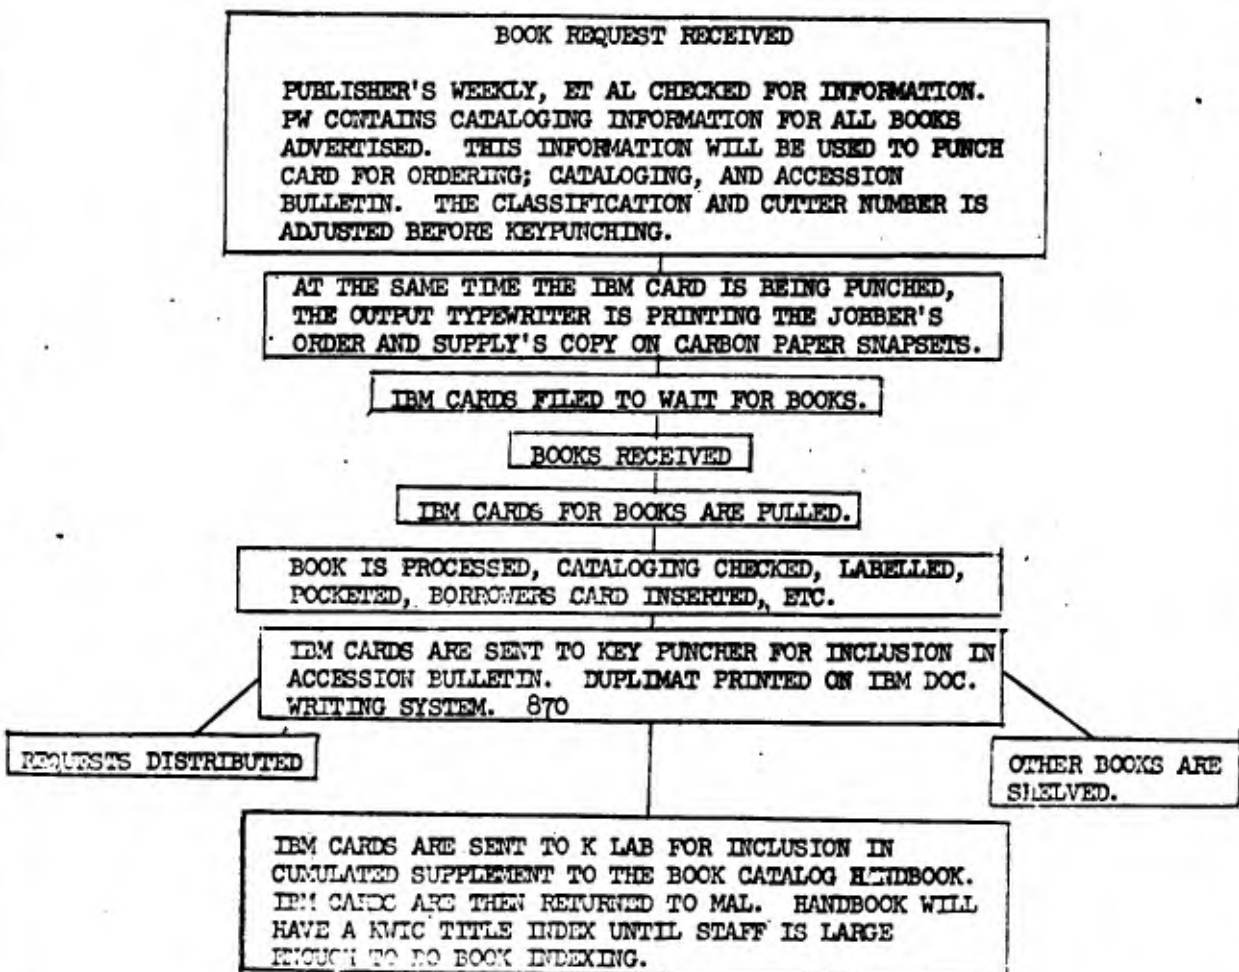 BOOK REQUEST RECEIVED
PUBLISHER'S WEEKLY, ET AL CHECKED FOR INFORMATION.
PW CONTAINS CATALOGING INFORMATION FOR ALL BOOKS
ADVERTISED. THIS INFORMATION WILL BE USED TO PUNCH
CARD FOR ORDERING; CATALOGING, AND ACCESSION
BULLETIN. THE CLASSIFICATION AND CUTTER NUMBER IS
ADJUSTED BEFORE KEYPUNCHING.
AT THE SAME TIME THE IBM CARD IS BEING PUNCHED,
THE OUTPUT TYPEWRITER IS PRINTING THE JOBBER'S
ORDER AND SUPPLY'S COPY ON CARBON PAPER SNAPSETS.
IBM CARDS FILED TO WAIT FOR BOOKS.
BOOKS RECEIVED
IBM CARDS FOR BOOKS ARE PULLED.
BOOK IS PROCESSED, CATALOGING CHECKED, LABELLED,
POCKETED, BORROWERS CARD INSERTED, ETC.
IBM CARDS ARE SENT TO KEY PUNCHER FOR INCLUSION IN
ACCESSION BULLETIN. DUPLIMAT PRINTED ON IBM DOC.
WRITING SYSTEM. 870
REQUESTS DISTRIBUTED
OTHER BOOKS ARE
SHELVED.
IBM CARDS ARE SENT TO K LAB FOR INCLUSION IN
CUMULATED SUPPLEMENT TO THE BOOK CATALOG HANDBOOK.
IBM CARDS ARE THEN RETURNED TO MAL. HANDBOOK WILL
HAVE A KWIC TITLE INDEX UNTIL STAFF IS LARGE
ENOUGH TO DO BOOK INDEXING.